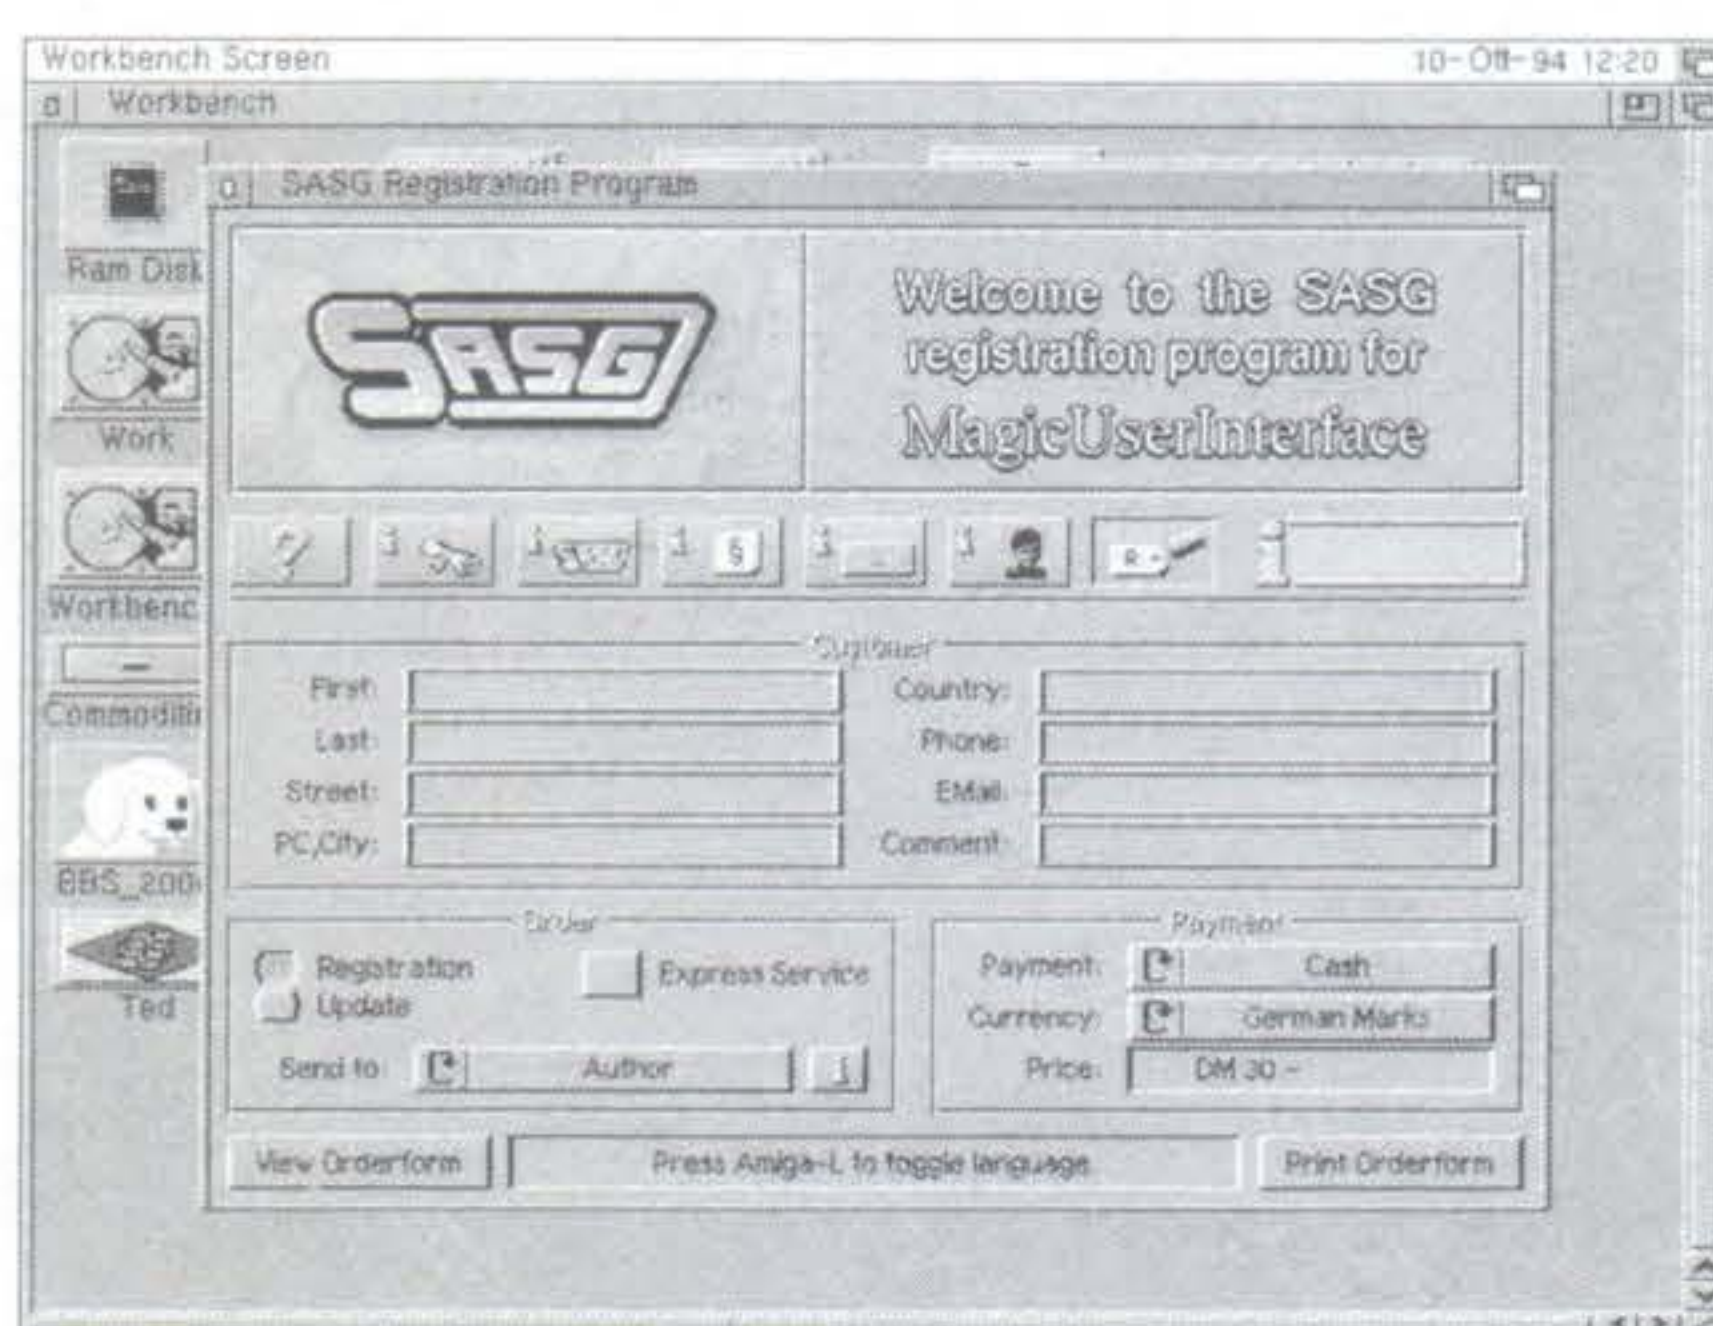 Workbench Screen
10-Ott-94 12:20
Workbench
SASG Registration Program
Ram Disk
Work
Workbenc
Commoditi
BBS_200
Ted
SASG
Welcome to the SASG
registration program for
MagicUserInterface
i
i
i §
i
i
R
i
Customer
First:
Country:
Last:
Phone:
Street:
EMail:
PC,City:
Comment:
Order
Registration
Express Service
Update
Send to:
Author
i
Payment
Payment:
Cash
Currency:
German Marks
Price:
DM 30 -
View Orderform
Press Amiga-L to toggle language.
Print Orderform